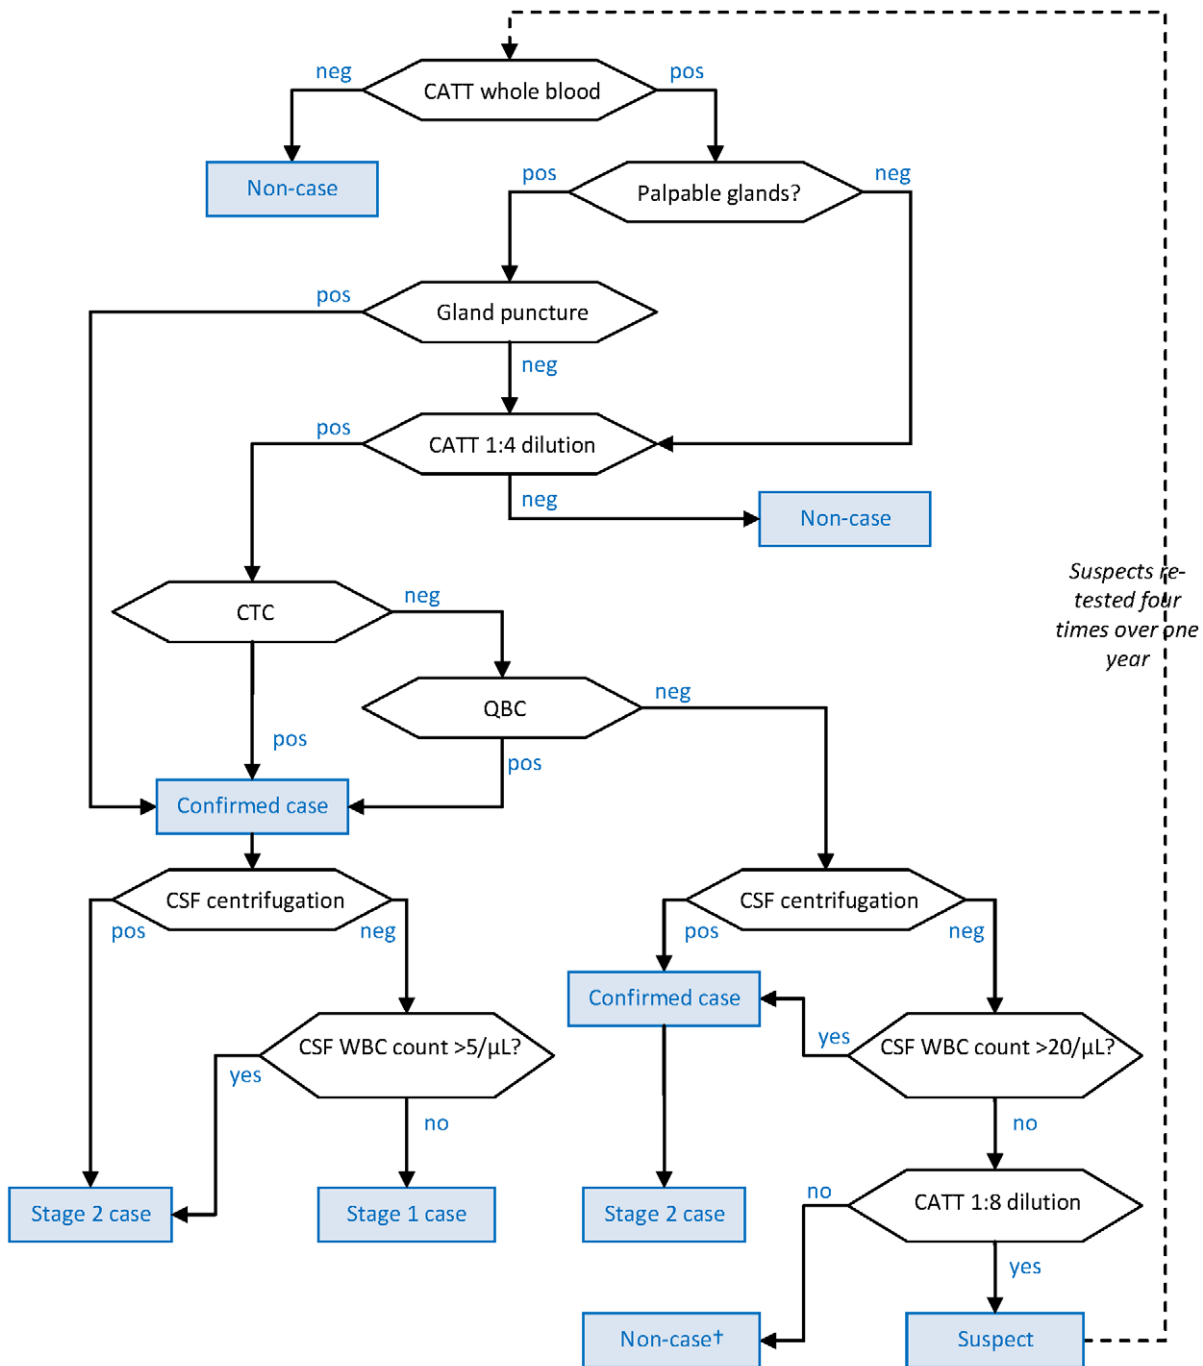 neg
pos
CATT whole blood
Non-case
pos
Palpable glands?
neg
pos
Gland puncture
neg
pos
CATT 1:4 dilution
neg
Non-case
Suspects re-
tested four
times over one
year
CTC
neg
QBC
neg
pos
pos
Confirmed case
CSF centrifugation
pos
neg
CSF centrifugation
pos
neg
Confirmed case
CSF WBC count >5/µL?
yes
no
yes
CSF WBC count >20/µL?
no
Stage 2 case
Stage 1 case
Stage 2 case
no
CATT 1:8 dilution
yes
Non-case†
Suspect